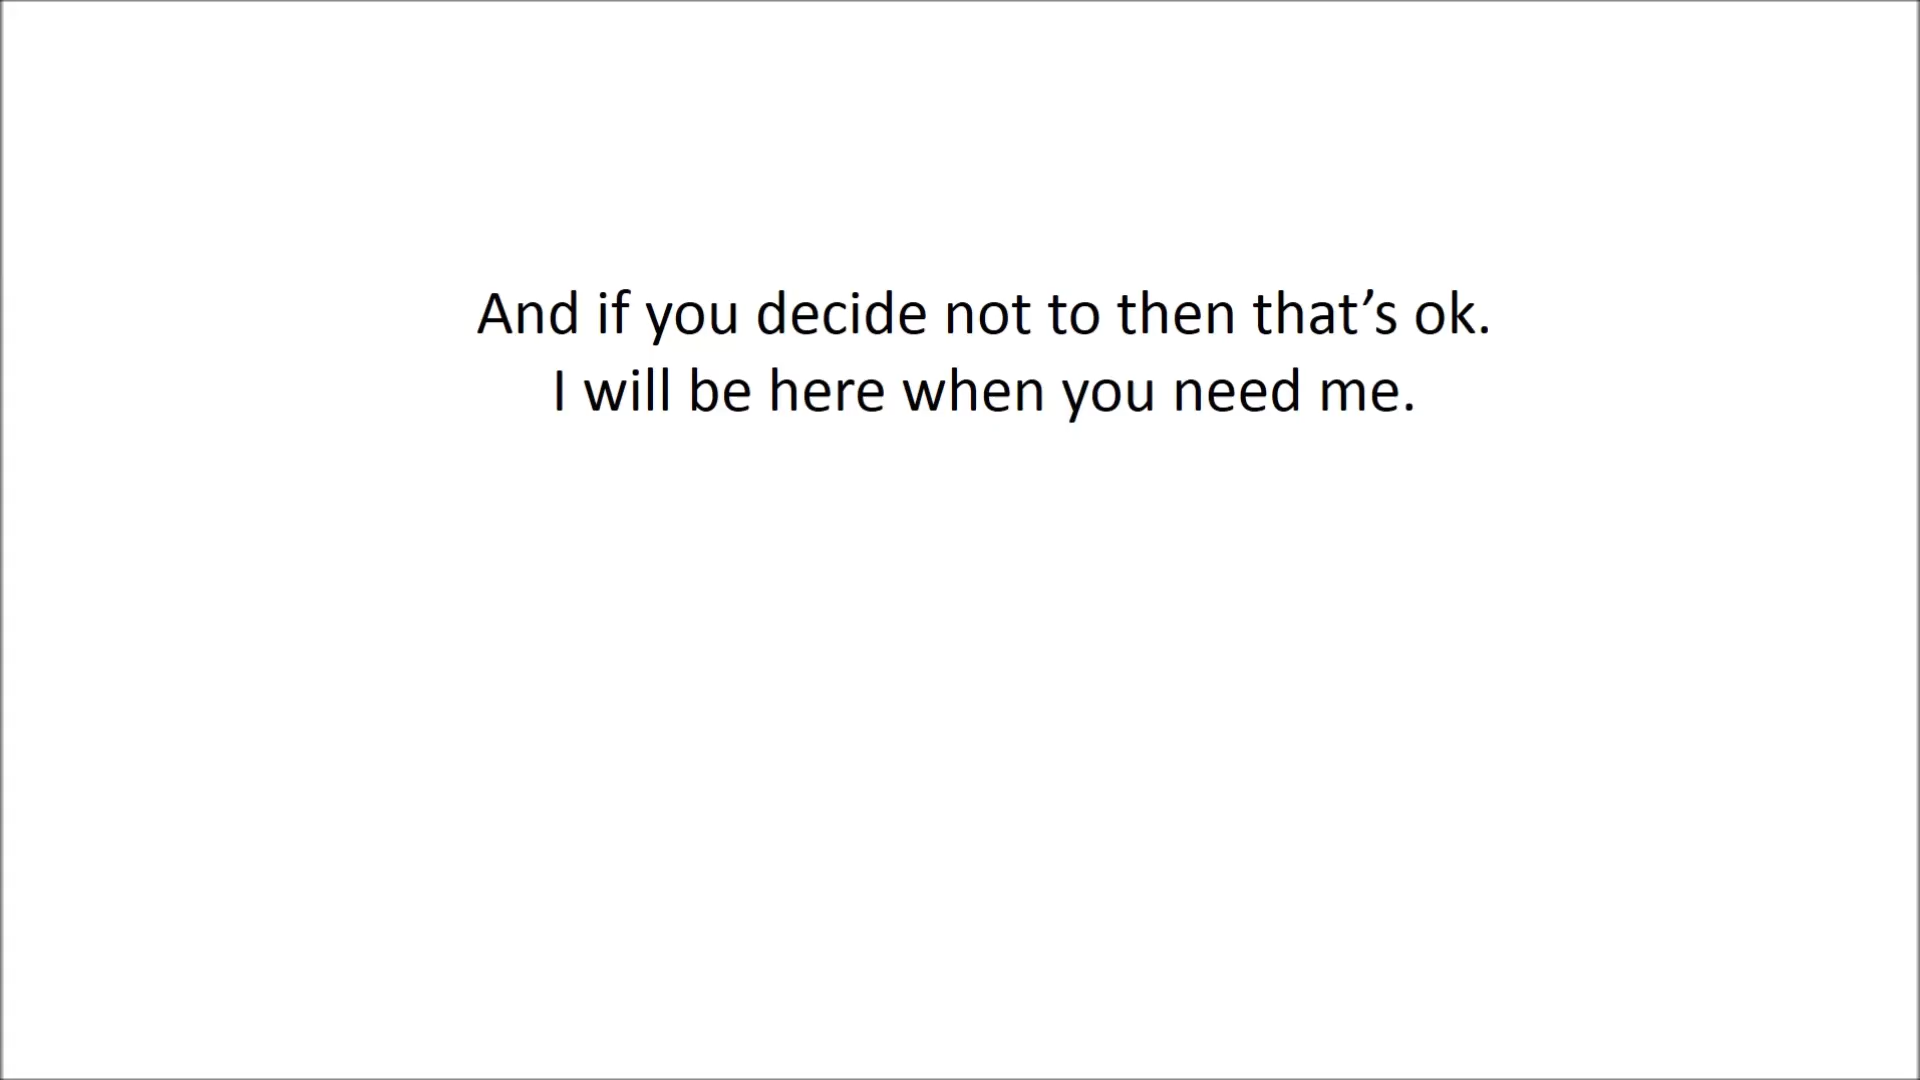 And if you decide not to then that’s ok.
I will be here when you need me.